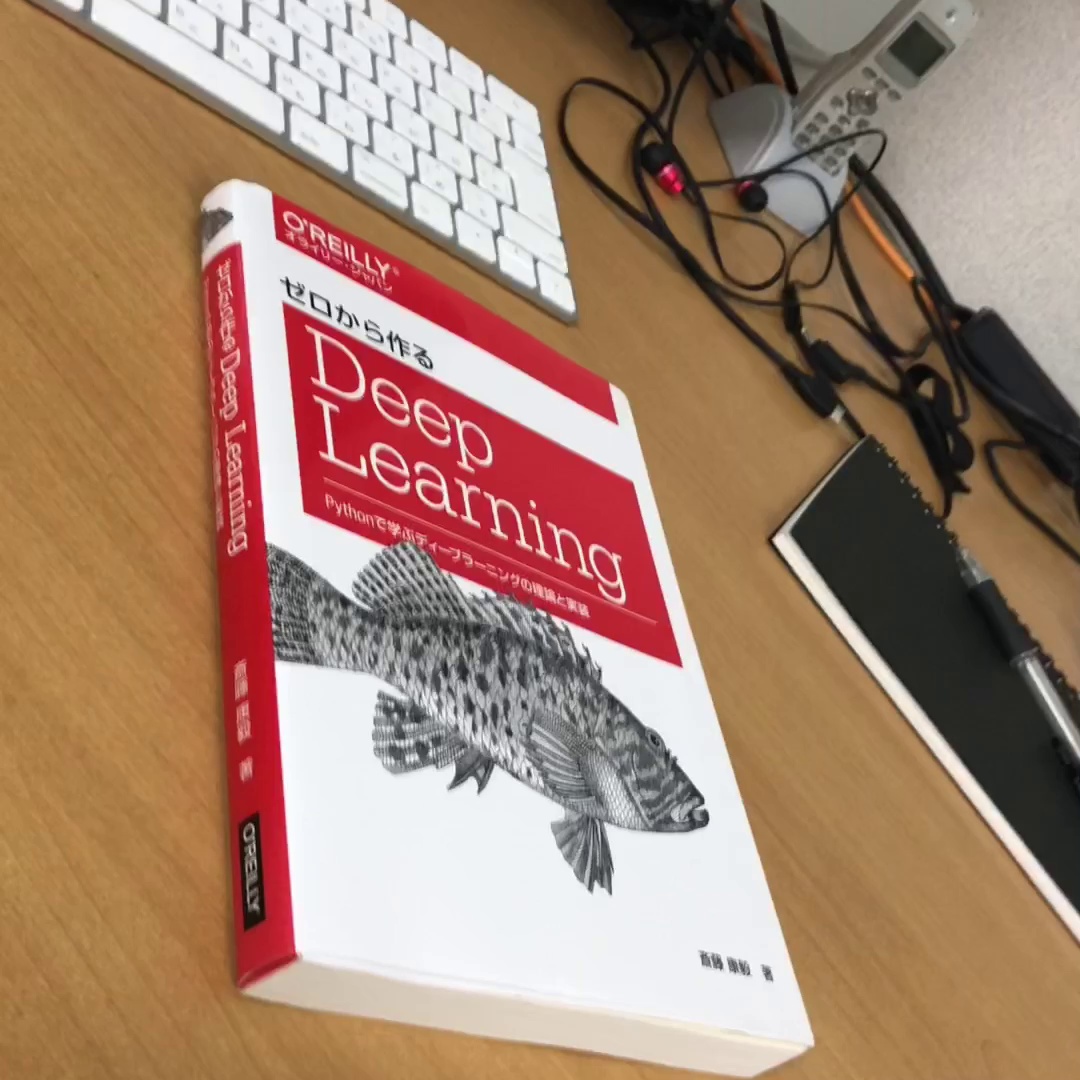 O'REILLY®
オライリー・ジャパン
ゼロから作る
Deep
Learning
Pythonで学ぶディープラーニングの理論と実装
斎藤 康毅 著
ゼロから作る Deep Learning
斎藤 康毅 著
O'REILLY